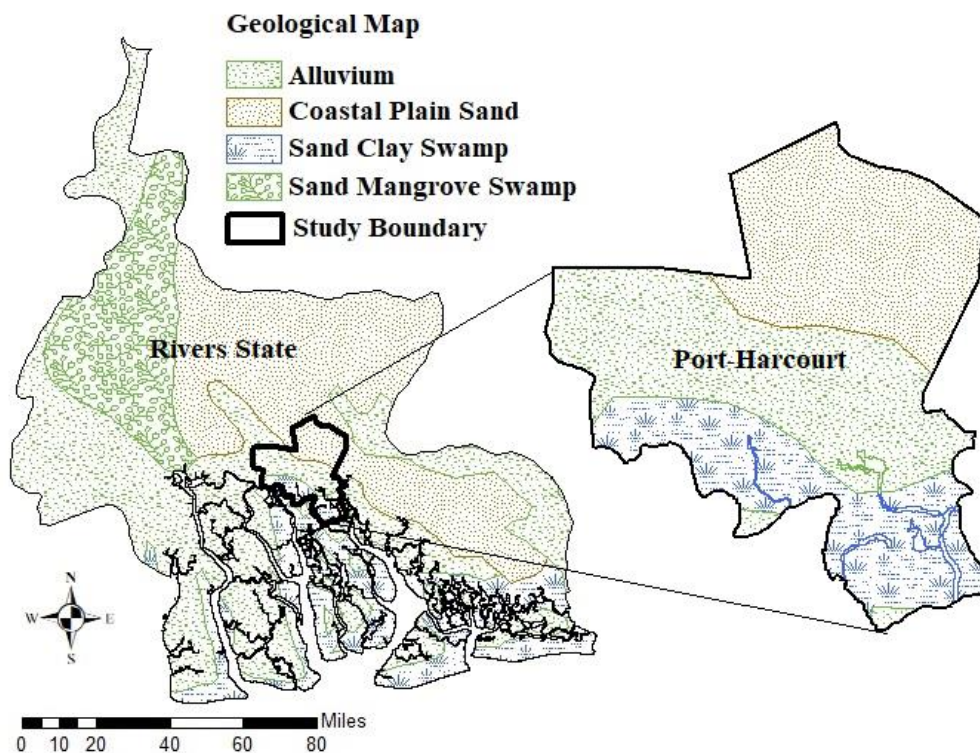 Geological Map
Alluvium
Coastal Plain Sand
Sand Clay Swamp
Sand Mangrove Swamp
Study Boundary
Rivers State
Port-Harcourt
N
W E
S
Miles
0 10 20 40 60 80